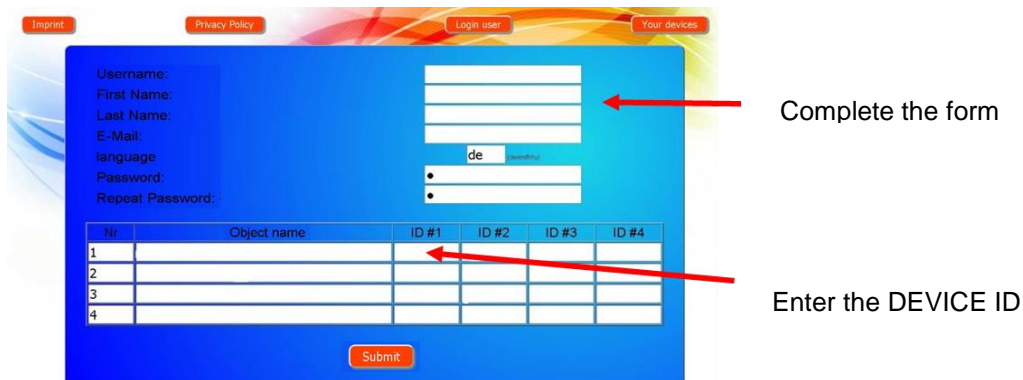 Imprint Privacy Policy Login user Your devices
Username:
First Name:
Complete the form
Last Name:
E-Mail:
language de
Password:
Repeat Password:
Nr Object name ID #1 ID #2 ID #3 ID #4
1
2
3
Enter the DEVICE ID
4
Submit